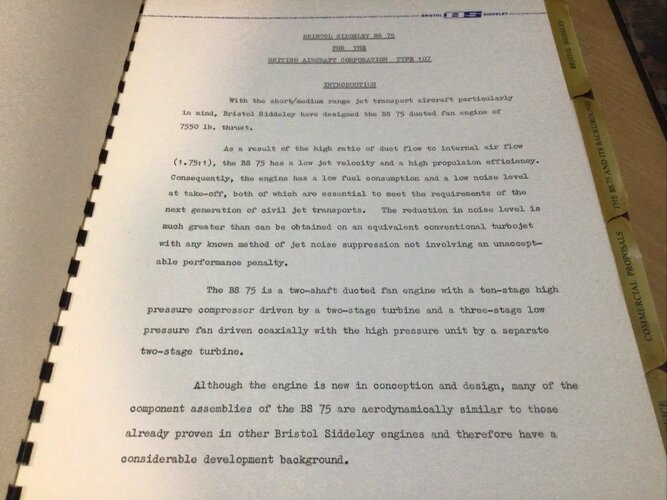 BRISTOL BS SIDDELEY
BRISTOL SIDDELEY BS 75
FOR THE
BRITISH AIRCRAFT CORPORATION TYPE 107
INTRODUCTION
With the short/medium range jet transport aircraft particularly
in mind, Bristol Siddeley have designed the BS 75 ducted fan engine of
7550 lb. thrust.
As a result of the high ratio of duct flow to internal air flow
(1.75:1), the BS 75 has a low jet velocity and a high propulsion efficiency.
Consequently, the engine has a low fuel consumption and a low noise level
at take-off, both of which are essential to meet the requirements of the
next generation of civil jet transports. The reduction in noise level is
much greater than can be obtained on an equivalent conventional turbojet
with any known method of jet noise suppression not involving an unaccept-
able performance penalty.
The BS 75 is a two-shaft ducted fan engine with a ten-stage high
pressure compressor driven by a two-stage turbine and a three-stage low
pressure fan driven coaxially with the high pressure unit by a separate
two-stage turbine.
Although the engine is new in conception and design, many of the
component assemblies of the BS 75 are aerodynamically similar to those
already proven in other Bristol Siddeley engines and therefore have a
considerable development background.
SIDDELEY
THE BS 75 AND ITS BACKGROUND
COMMERCIAL PROPOSALS